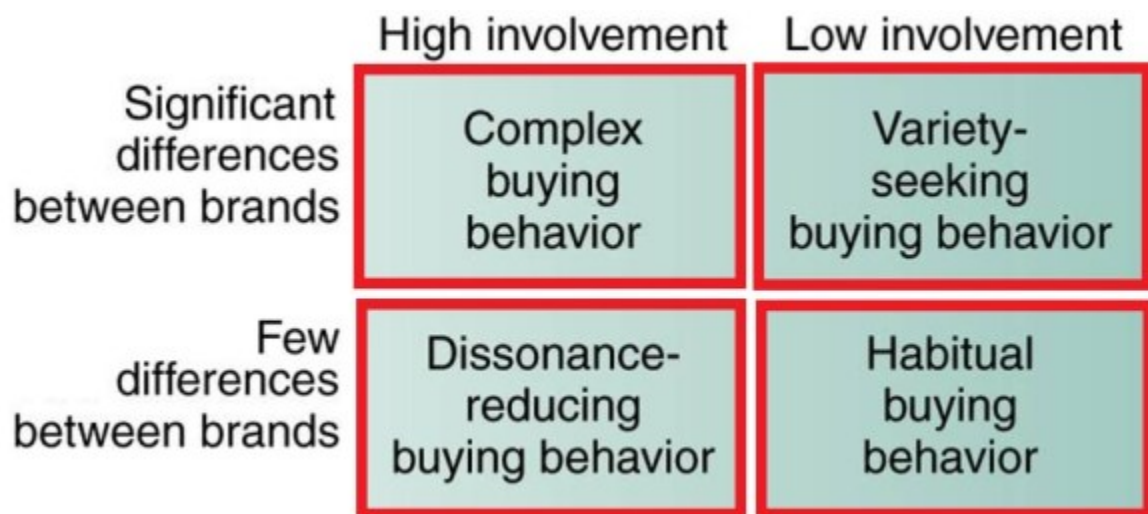 High involvement
Low involvement
Significant
differences
between brands
Complex
buying
behavior
Variety-
seeking
buying behavior
Few
differences
between brands
Dissonance-
reducing
buying behavior
Habitual
buying
behavior